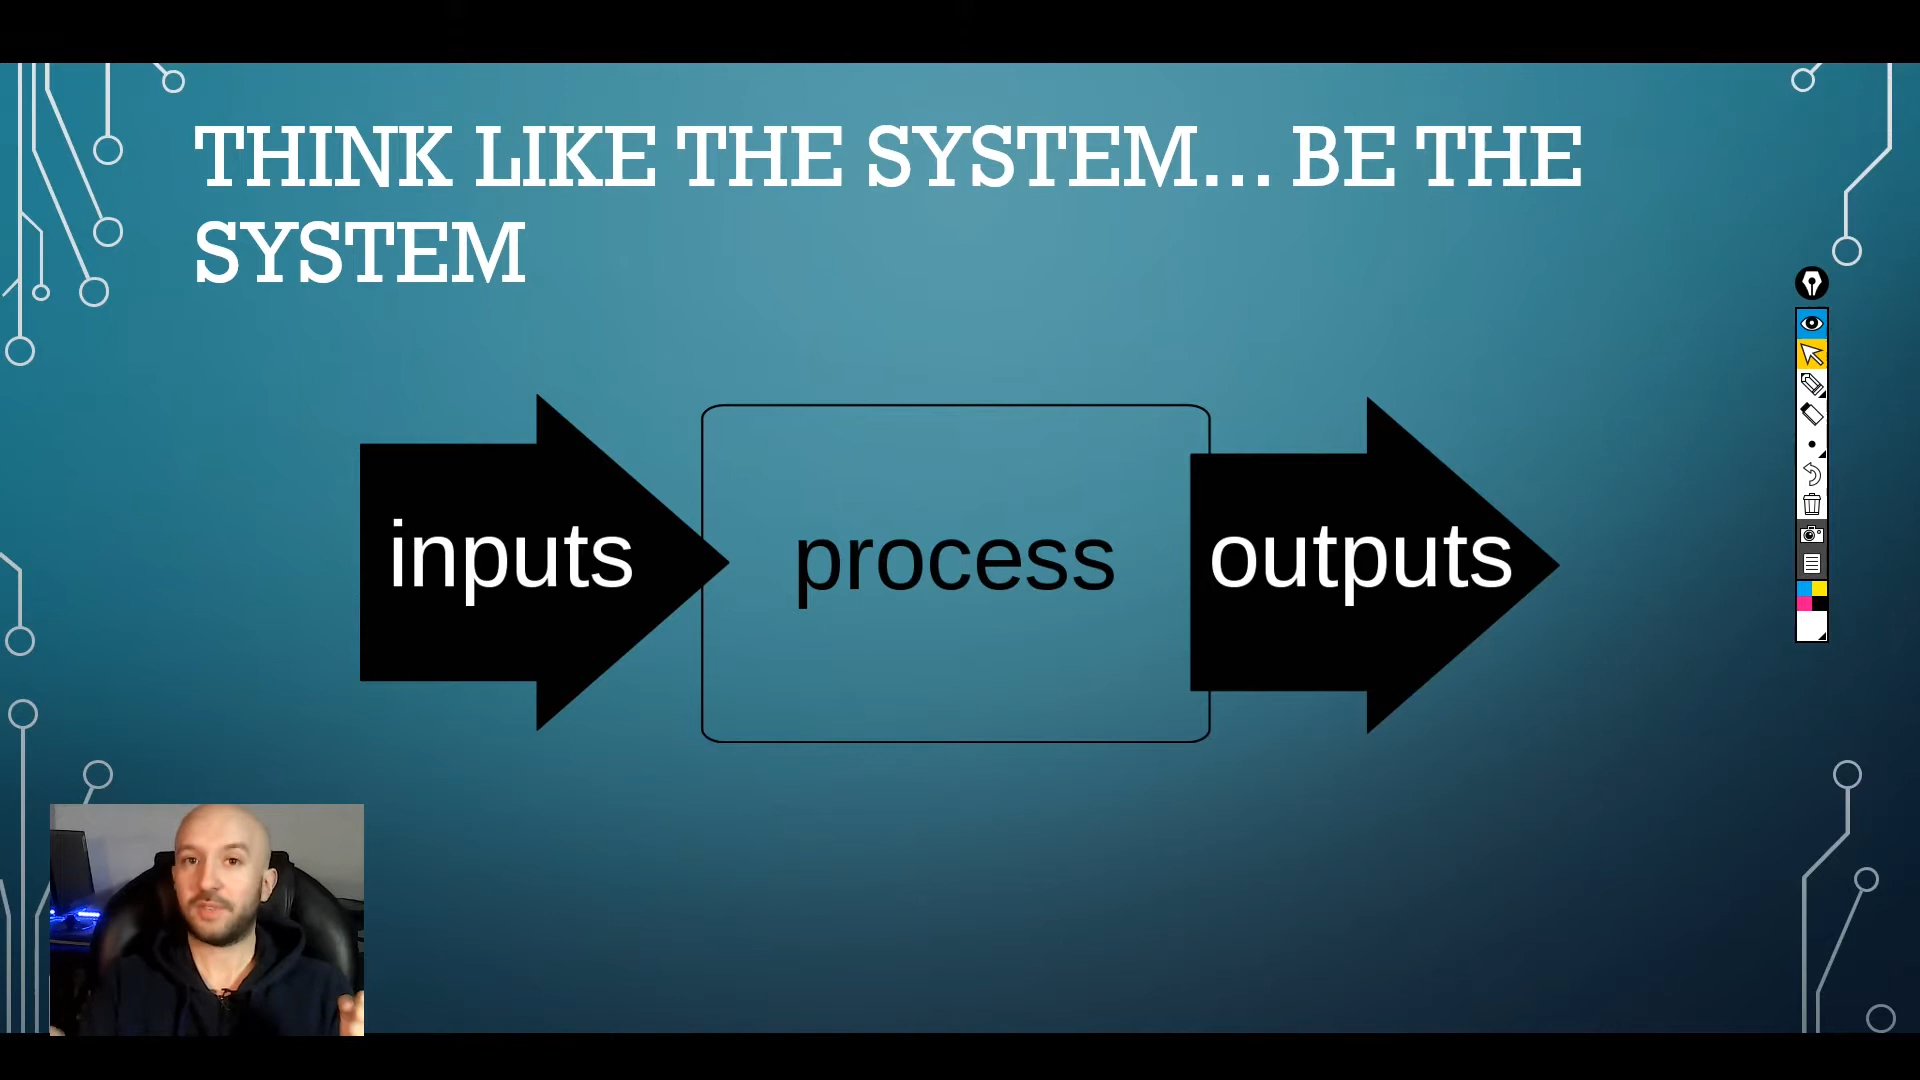 THINK LIKE THE SYSTEM... BE THE
SYSTEM
inputs
process
outputs